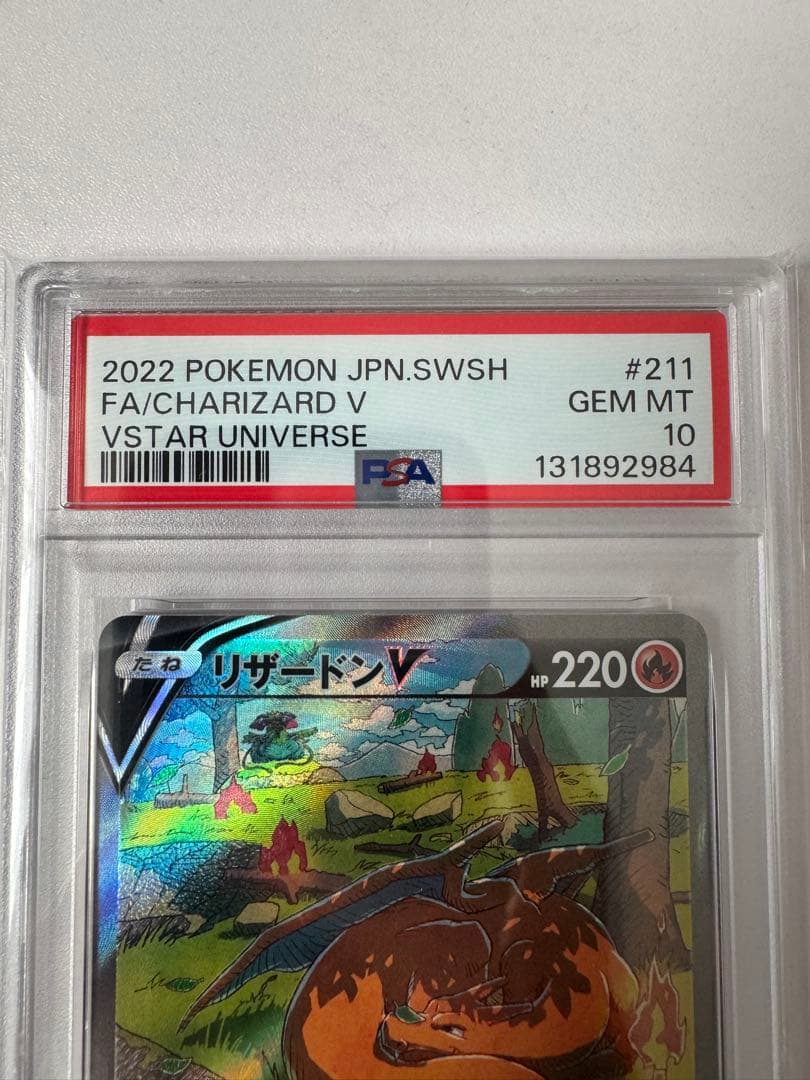 2022 POKEMON JPN.SWSH #211
FA/CHARIZARD V GEM MT
VSTAR UNIVERSE 10
PSA 131892984
たね リザードンV HP 220